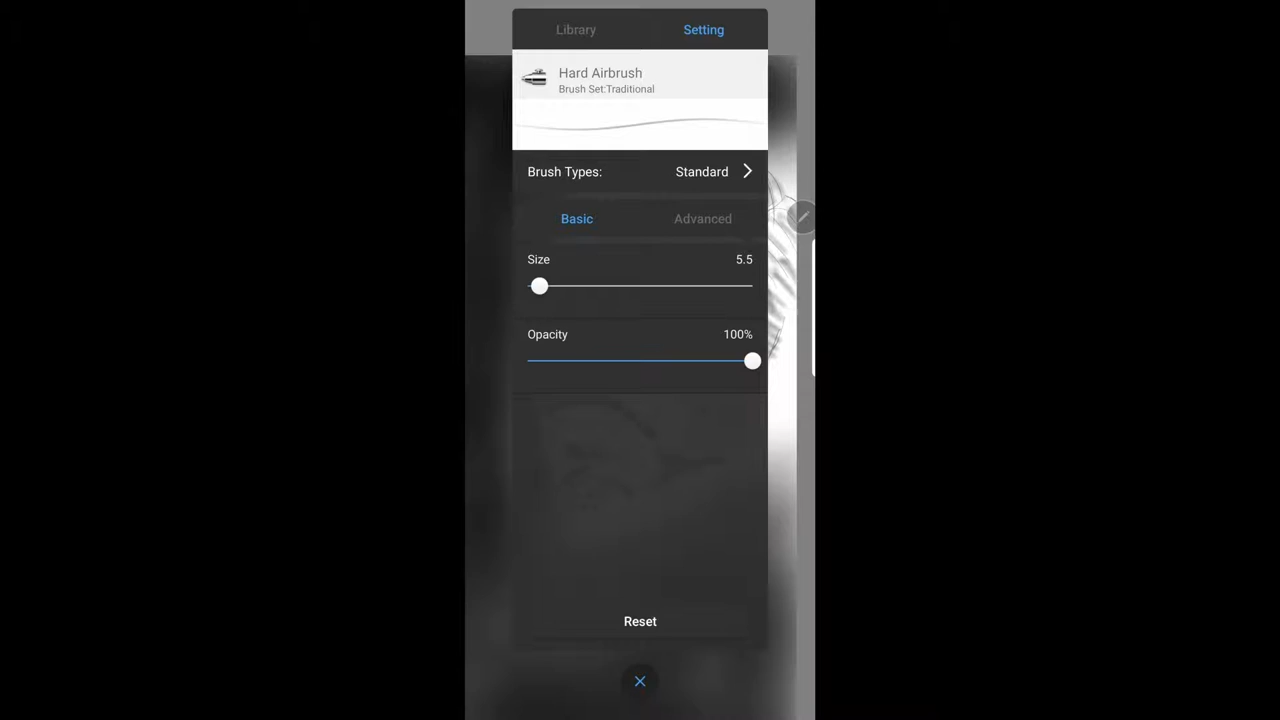 Library Setting
Hard Airbrush
Brush Set:Traditional
Brush Types: Standard
Basic Advanced
Size 5.5
Opacity 100%
Reset